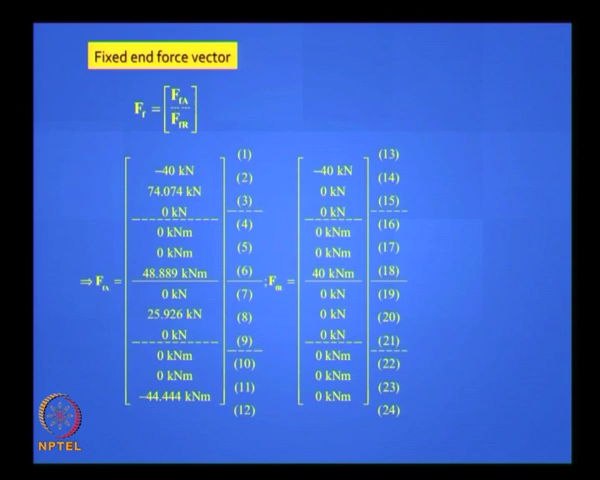 Fixed end force vector
F_f = [F_fA / F_fR]
⇒ F_fA = ; F_fR =
-40 kN (1) -40 kN (13)
74.074 kN (2) 0 kN (14)
0 kN (3) 0 kN (15)
0 kNm (4) 0 kNm (16)
0 kNm (5) 0 kNm (17)
48.889 kNm (6) 40 kNm (18)
0 kN (7) 0 kN (19)
25.926 kN (8) 0 kN (20)
0 kN (9) 0 kN (21)
0 kNm (10) 0 kNm (22)
0 kNm (11) 0 kNm (23)
-44.444 kNm (12) 0 kNm (24)
NPTEL